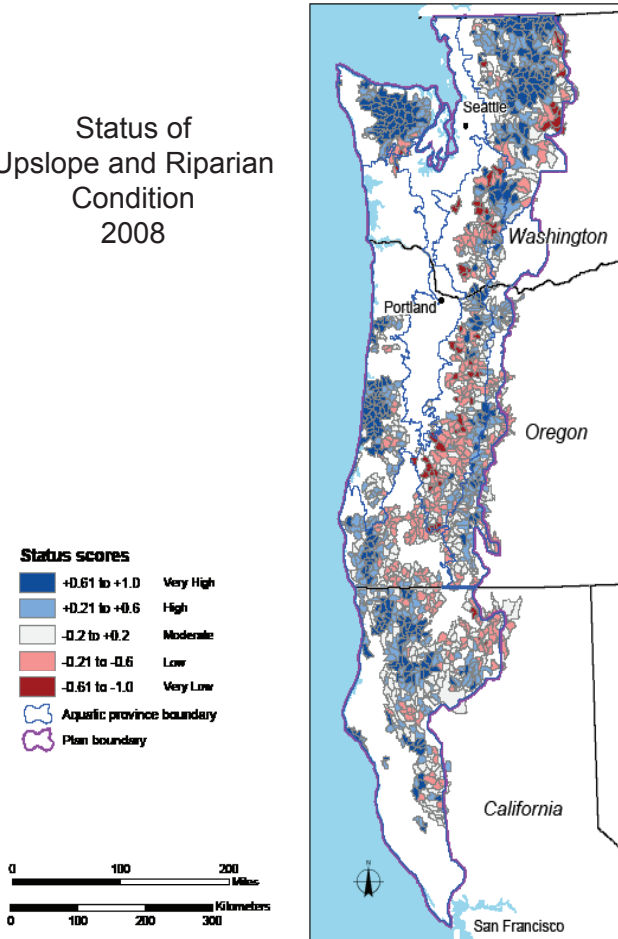 Status of
Upslope and Riparian
Condition
2008
Seattle
Washington
Portland
Oregon
Status scores
+0.61 to +1.0 Very High
+0.21 to +0.6 High
-0.2 to +0.2 Moderate
-0.21 to -0.6 Low
-0.61 to -1.0 Very Low
Aquatic province boundary
Plan boundary
California
0 100 200
Miles
Kilometers
0 100 200 300
N
San Francisco